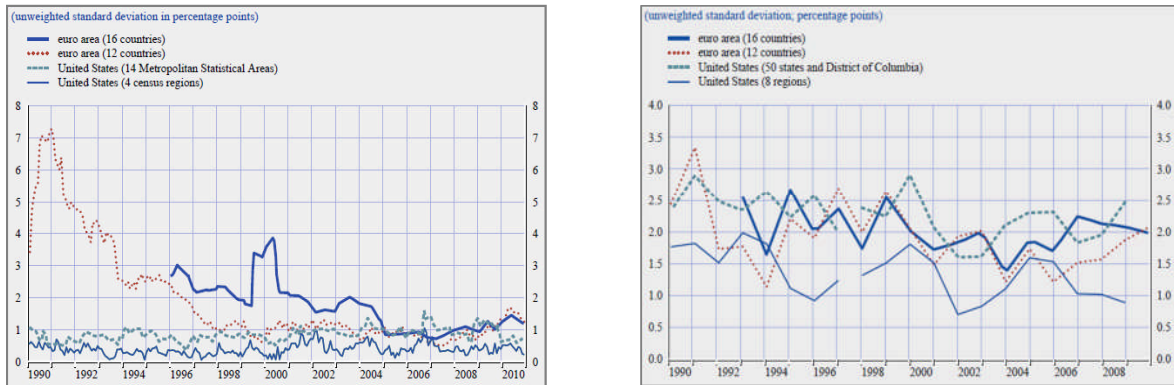 (unweighted standard deviation in percentage points)
euro area (16 countries)
euro area (12 countries)
United States (14 Metropolitan Statistical Areas)
United States (4 census regions)
8 8
7 7
6 6
5 5
4 4
3 3
2 2
1 1
0 0
1990 1992 1994 1996 1998 2000 2002 2004 2006 2008 2010
(unweighted standard deviation; percentage points)
euro area (16 countries)
euro area (12 countries)
United States (50 states and District of Columbia)
United States (8 regions)
4.0 4.0
3.5 3.5
3.0 3.0
2.5 2.5
2.0 2.0
1.5 1.5
1.0 1.0
0.5 0.5
0.0 0.0
1990 1992 1994 1996 1998 2000 2002 2004 2006 2008